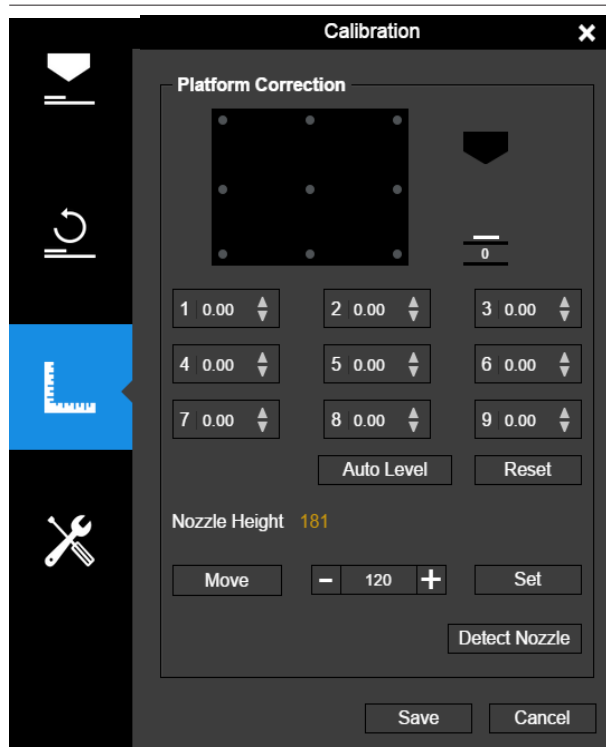 Calibration
Platform Correction
0
1 0.00 2 0.00 3 0.00
4 0.00 5 0.00 6 0.00
7 0.00 8 0.00 9 0.00
Auto Level Reset
Nozzle Height 181
Move 120 Set
Detect Nozzle
Save Cancel